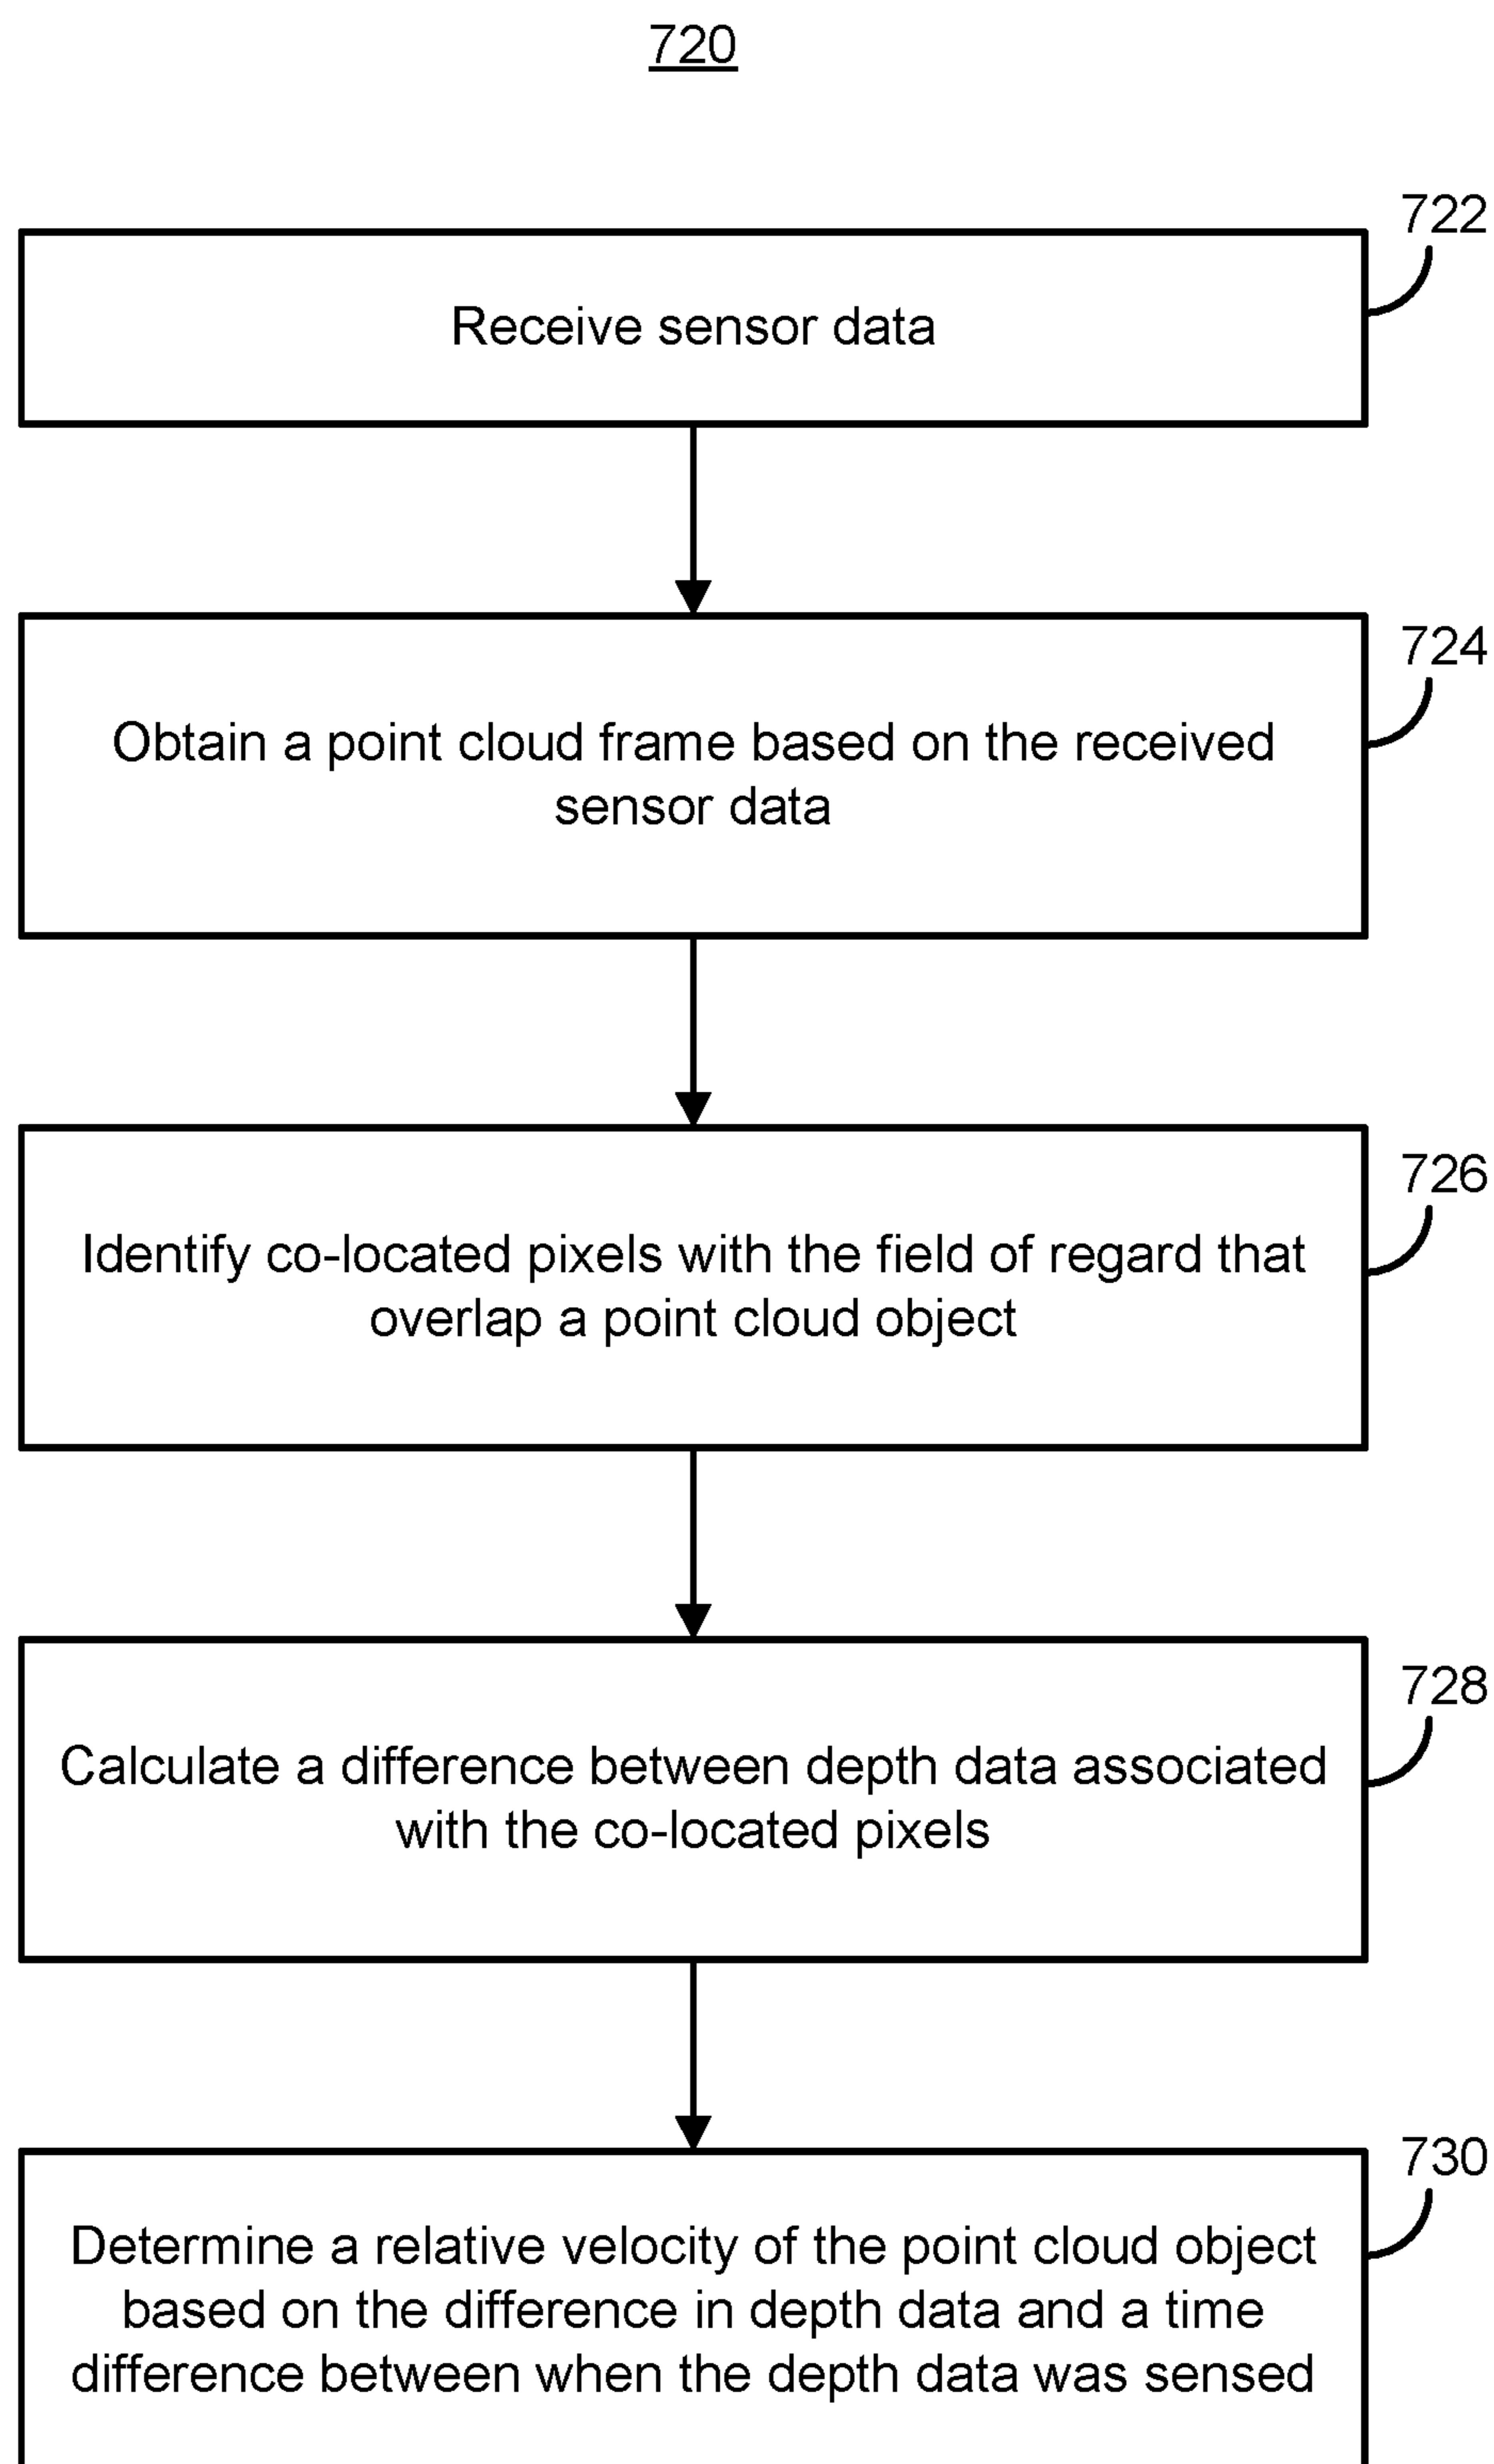 720
722
Receive sensor data
724
Obtain a point cloud frame based on the received
sensor data
726
Identify co-located pixels with the field of regard that
overlap a point cloud object
728
Calculate a difference between depth data associated
with the co-located pixels
730
Determine a relative velocity of the point cloud object
based on the difference in depth data and a time
difference between when the depth data was sensed